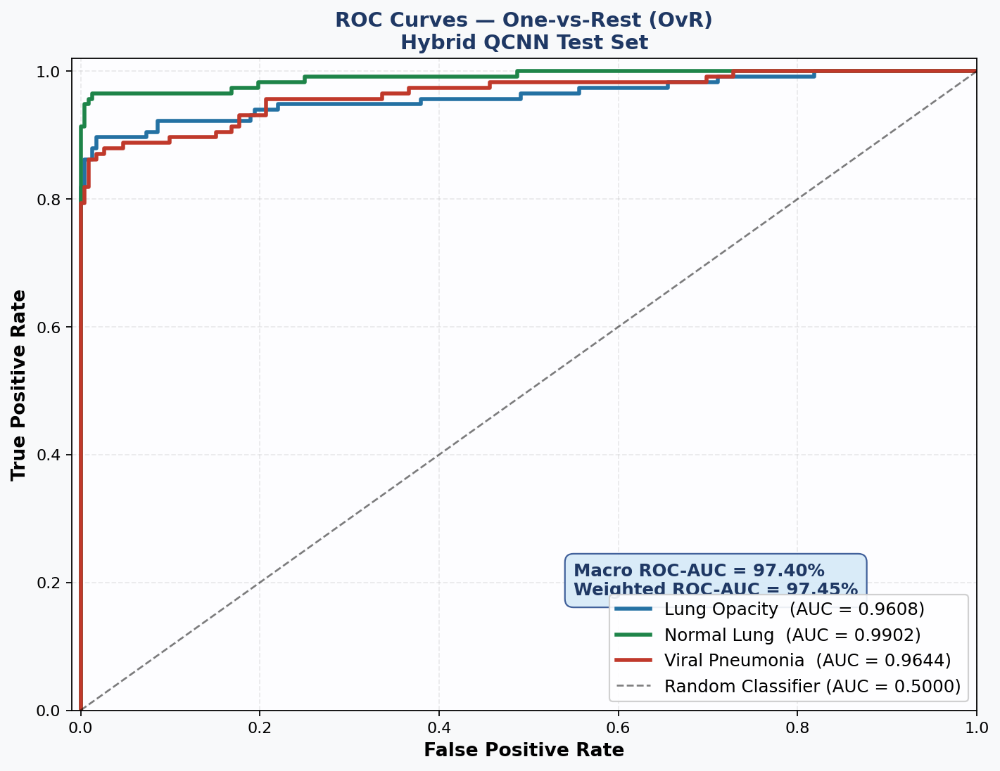 ROC Curves — One-vs-Rest (OvR)
Hybrid QCNN Test Set
True Positive Rate
1.0
0.8
0.6
0.4
0.2
0.0
Macro ROC-AUC = 97.40%
Weighted ROC-AUC = 97.45%
Lung Opacity (AUC = 0.9608)
Normal Lung (AUC = 0.9902)
Viral Pneumonia (AUC = 0.9644)
Random Classifier (AUC = 0.5000)
0.0 0.2 0.4 0.6 0.8 1.0
False Positive Rate